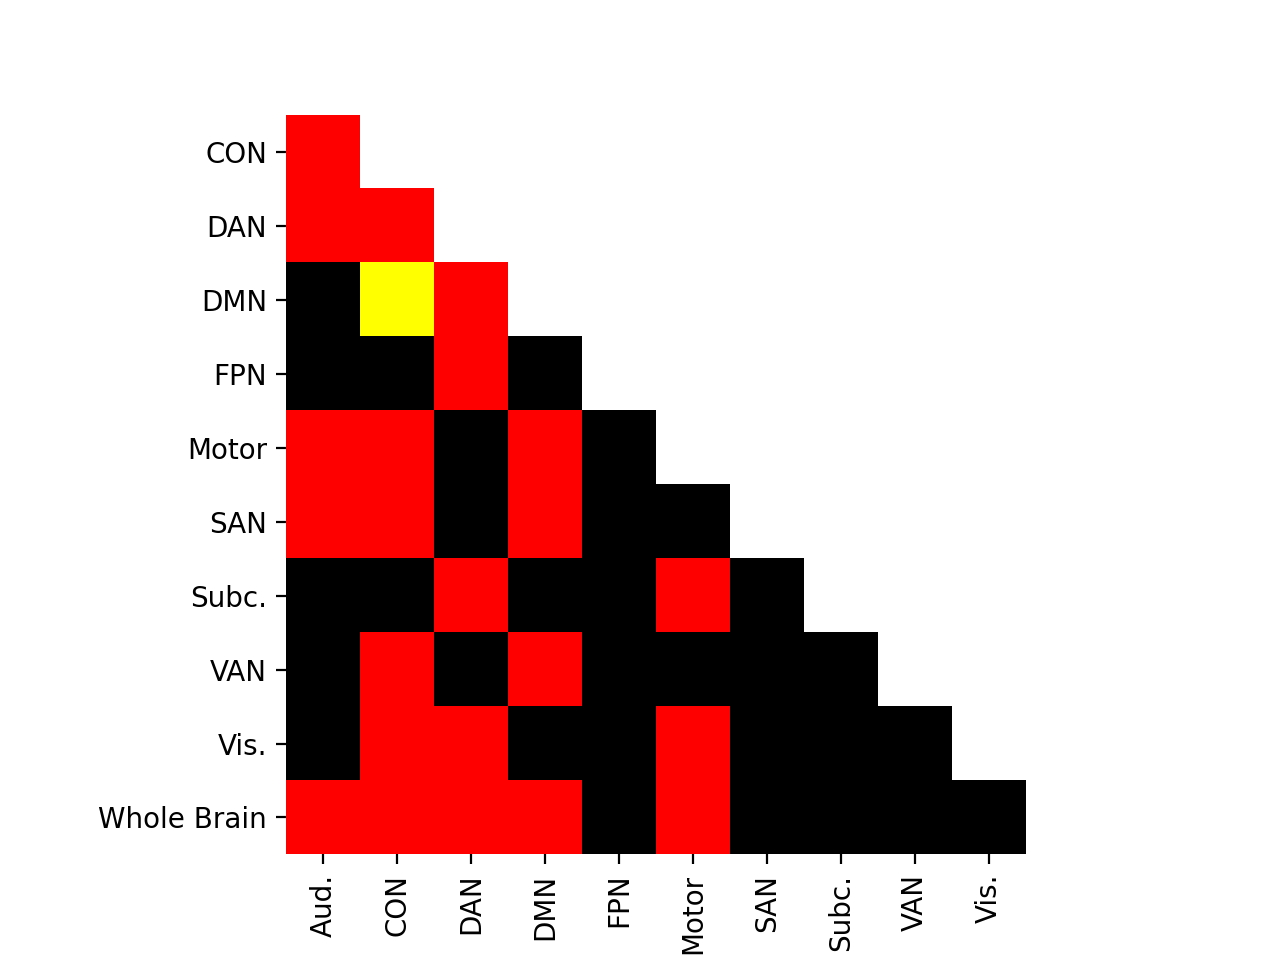 CON
DAN
DMN
FPN
Motor
SAN
Subc.
VAN
Vis.
Whole Brain
Aud.
CON
DAN
DMN
FPN
Motor
SAN
Subc.
VAN
Vis.